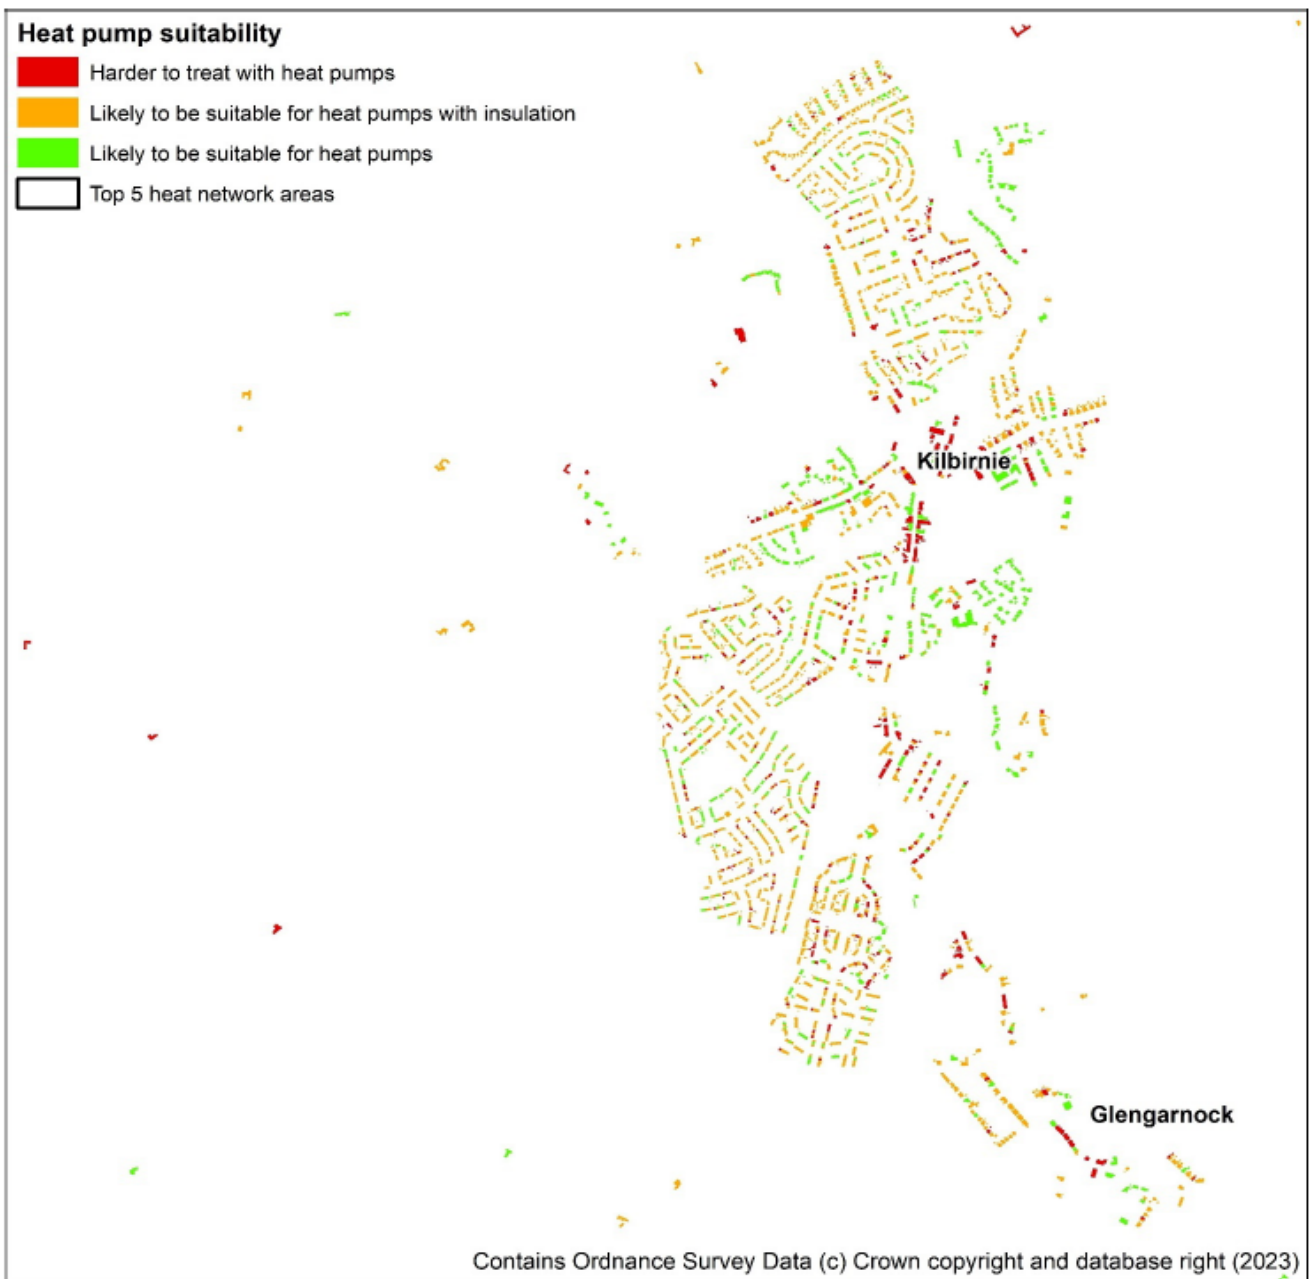 Heat pump suitability
Harder to treat with heat pumps
Likely to be suitable for heat pumps with insulation
Likely to be suitable for heat pumps
Top 5 heat network areas
Kilbirnie
Glengarnock
Contains Ordnance Survey Data (c) Crown copyright and database right (2023)